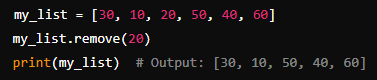 my_list = [30, 10, 20, 50, 40, 60]
my_list.remove(20)
print(my_list)  # Output: [30, 10, 50, 40, 60]